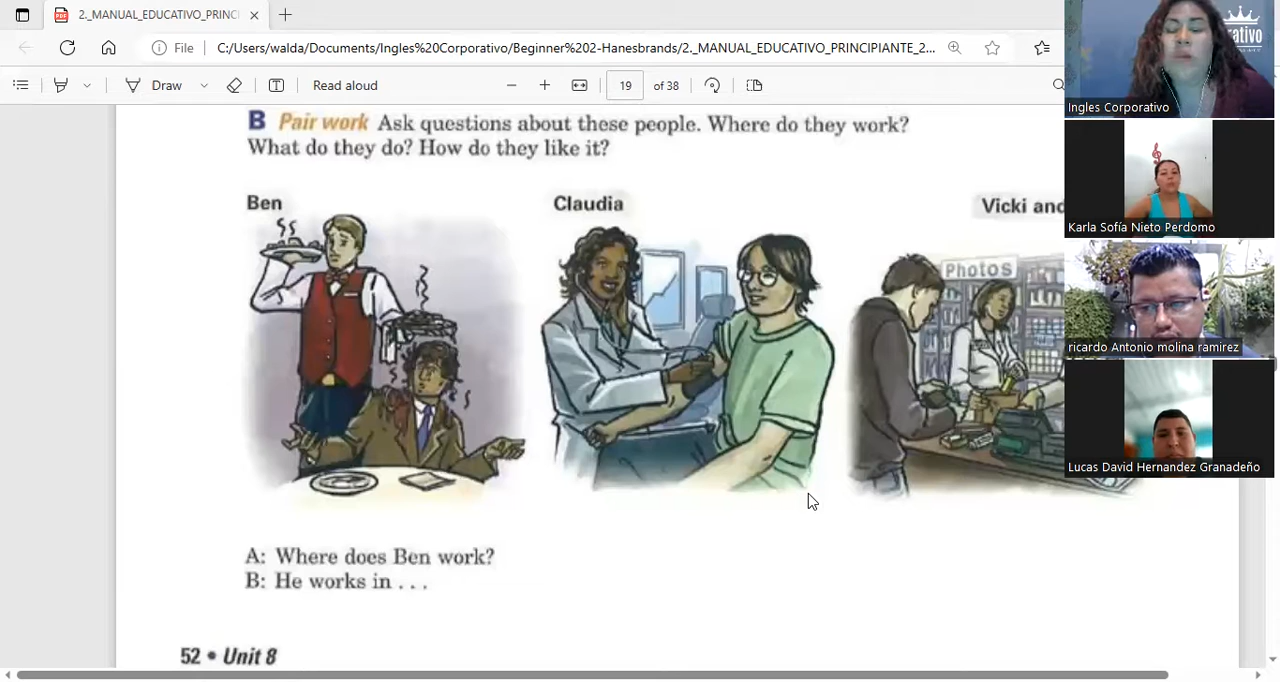 2._MANUAL_EDUCATIVO_PRINCI
File
C:/Users/walda/Documents/Ingles%20Corporativo/Beginner%202-Hanesbrands/2._MANUAL_EDUCATIVO_PRINCIPIANTE_2...
Draw
Read aloud
19 of 38
Ingles Corporativo
Karla Sofía Nieto Perdomo
ricardo Antonio molina ramirez
Lucas David Hernandez Granadeño
B Pair work Ask questions about these people. Where do they work?
What do they do? How do they like it?
Ben
Claudia
Vicki and
Photos
A: Where does Ben work?
B: He works in . . .
52 • Unit 8